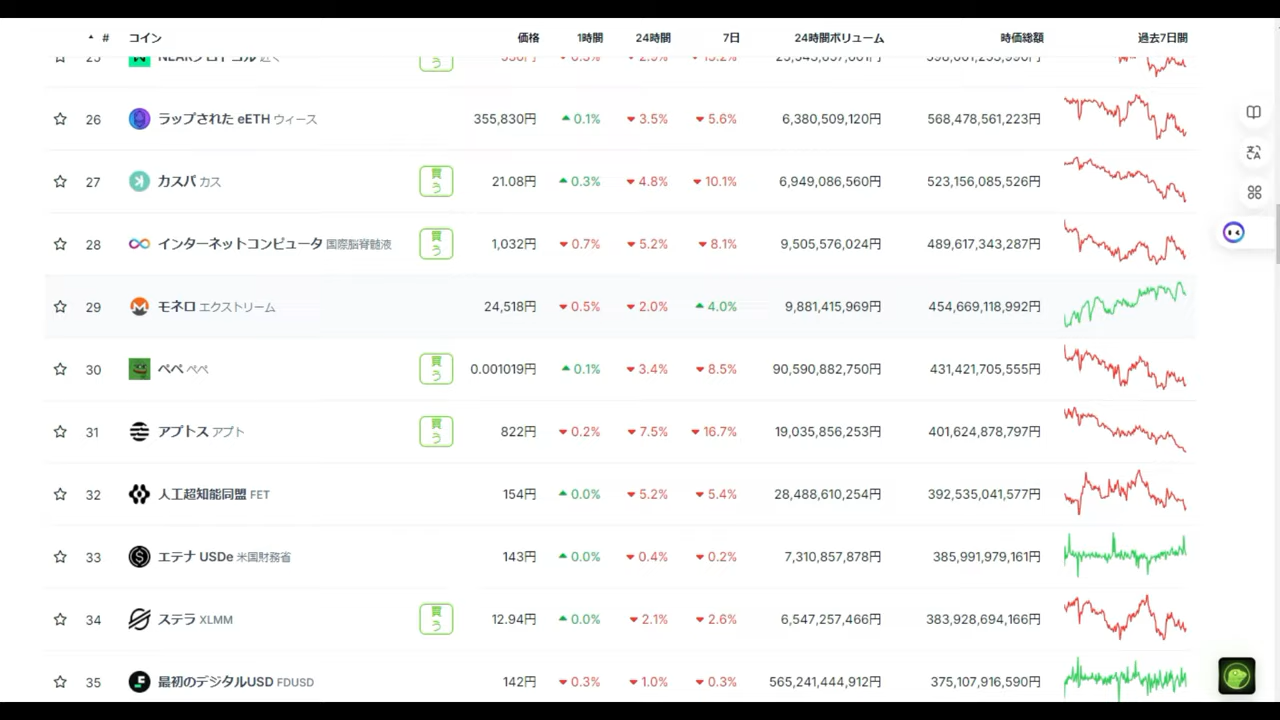 # コイン 価格 1時間 24時間 7日 24時間ボリューム 時価総額 過去7日間
26 ラップされた eETH ウィース 355,830円 0.1% 3.5% 5.6% 6,380,509,120円 568,478,561,223円
27 カスパ カス 買う 21.08円 0.3% 4.8% 10.1% 6,949,086,560円 523,156,085,526円
28 インターネットコンピュータ 国際脳脊髄液 買う 1,032円 0.7% 5.2% 8.1% 9,505,576,024円 489,617,343,287円
29 モネロ エクストリーム 24,518円 0.5% 2.0% 4.0% 9,881,415,969円 454,669,118,992円
30 ペペ ペペ 買う 0.001019円 0.1% 3.4% 8.5% 90,590,882,750円 431,421,705,555円
31 アプトス アプト 買う 822円 0.2% 7.5% 16.7% 19,035,856,253円 401,624,878,797円
32 人工超知能同盟 FET 154円 0.0% 5.2% 5.4% 28,488,610,254円 392,535,041,577円
33 エテナ USDe 米国財務省 143円 0.0% 0.4% 0.2% 7,310,857,878円 385,991,979,161円
34 ステラ XLMM 買う 12.94円 0.0% 2.1% 2.6% 6,547,257,466円 383,928,694,166円
35 最初のデジタルUSD FDUSD 142円 0.3% 1.0% 0.3% 565,241,444,912円 375,107,916,590円